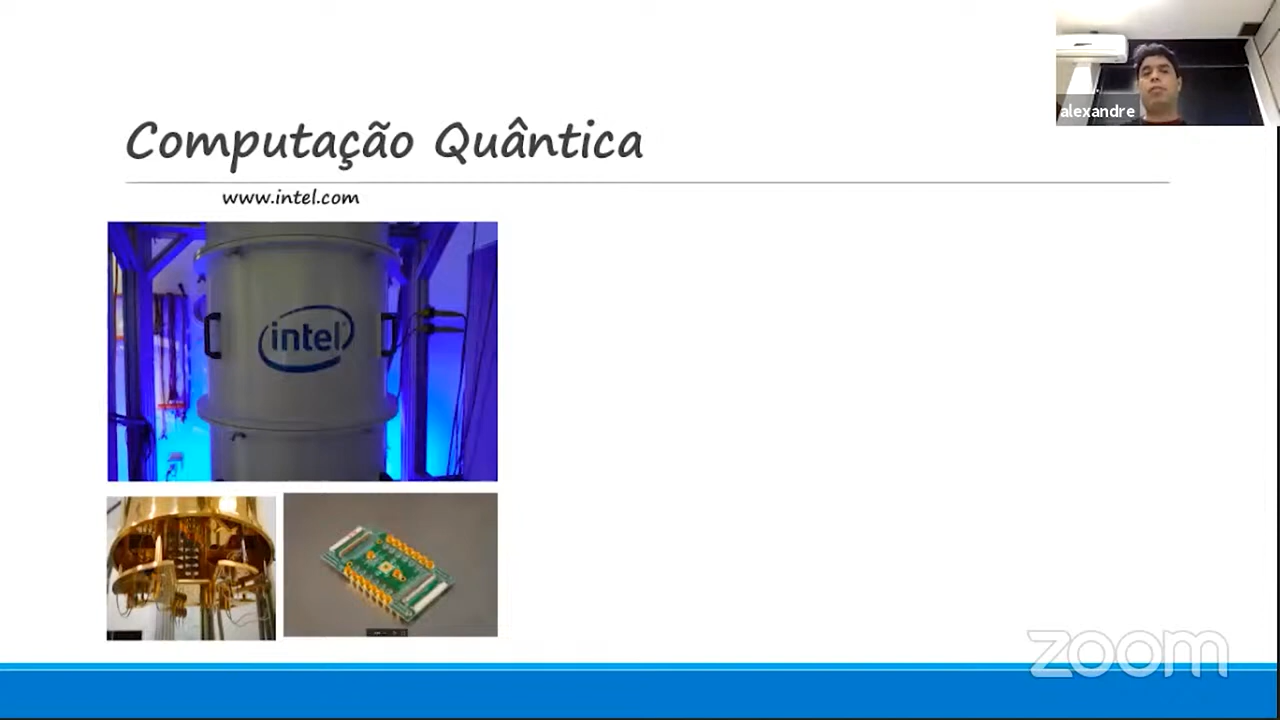 alexandre
Computação Quântica
www.intel.com
intel
zoom